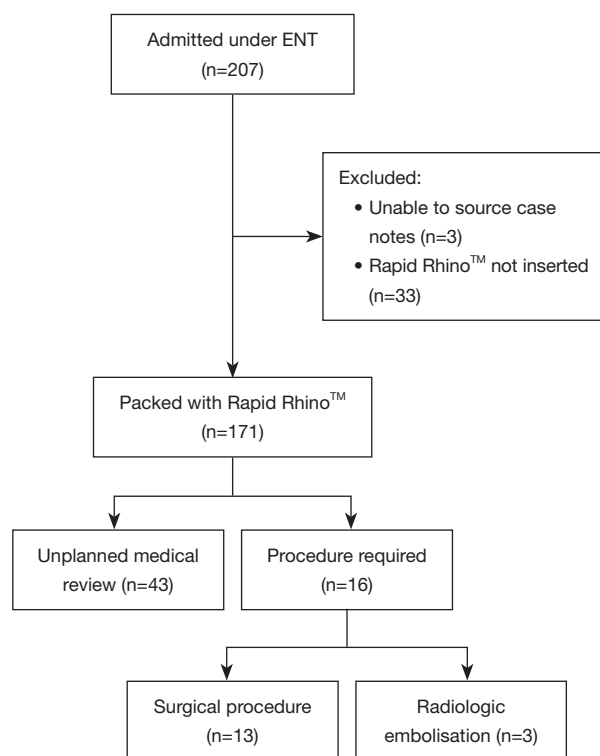 Admitted under ENT
(n=207)
Excluded:
• Unable to source case
notes (n=3)
• Rapid Rhino™ not inserted
(n=33)
Packed with Rapid Rhino™
(n=171)
Unplanned medical
review (n=43)
Procedure required
(n=16)
Surgical procedure
(n=13)
Radiologic
embolisation (n=3)